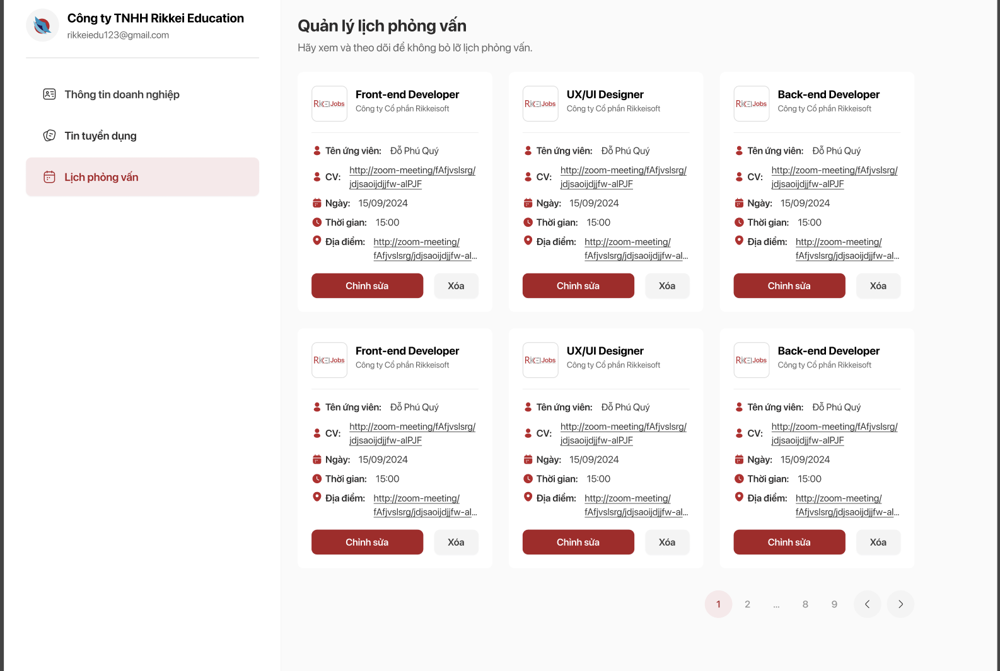 Công ty TNHH Rikkei Education
rikkeiedu123@gmail.com
Thông tin doanh nghiệp
Tin tuyển dụng
Lịch phỏng vấn
Quản lý lịch phỏng vấn
Hãy xem và theo dõi để không bỏ lỡ lịch phỏng vấn.
RIKKEI Jobs
Front-end Developer
Công ty Cổ phần Rikkeisoft
Tên ứng viên: Đỗ Phú Quý
CV: http://zoom-meeting/fAfjvslsrg/
jdjsaoijdjjfw-alPJF
Ngày: 15/09/2024
Thời gian: 15:00
Địa điểm: http://zoom-meeting/
fAfjvslsrg/jdjsaoijdjjfw-al...
Chỉnh sửa Xóa
RIKKEI Jobs
UX/UI Designer
Công ty Cổ phần Rikkeisoft
Tên ứng viên: Đỗ Phú Quý
CV: http://zoom-meeting/fAfjvslsrg/
jdjsaoijdjjfw-alPJF
Ngày: 15/09/2024
Thời gian: 15:00
Địa điểm: http://zoom-meeting/
fAfjvslsrg/jdjsaoijdjjfw-al...
Chỉnh sửa Xóa
RIKKEI Jobs
Back-end Developer
Công ty Cổ phần Rikkeisoft
Tên ứng viên: Đỗ Phú Quý
CV: http://zoom-meeting/fAfjvslsrg/
jdjsaoijdjjfw-alPJF
Ngày: 15/09/2024
Thời gian: 15:00
Địa điểm: http://zoom-meeting/
fAfjvslsrg/jdjsaoijdjjfw-al...
Chỉnh sửa Xóa
RIKKEI Jobs
Front-end Developer
Công ty Cổ phần Rikkeisoft
Tên ứng viên: Đỗ Phú Quý
CV: http://zoom-meeting/fAfjvslsrg/
jdjsaoijdjjfw-alPJF
Ngày: 15/09/2024
Thời gian: 15:00
Địa điểm: http://zoom-meeting/
fAfjvslsrg/jdjsaoijdjjfw-al...
Chỉnh sửa Xóa
RIKKEI Jobs
UX/UI Designer
Công ty Cổ phần Rikkeisoft
Tên ứng viên: Đỗ Phú Quý
CV: http://zoom-meeting/fAfjvslsrg/
jdjsaoijdjjfw-alPJF
Ngày: 15/09/2024
Thời gian: 15:00
Địa điểm: http://zoom-meeting/
fAfjvslsrg/jdjsaoijdjjfw-al...
Chỉnh sửa Xóa
RIKKEI Jobs
Back-end Developer
Công ty Cổ phần Rikkeisoft
Tên ứng viên: Đỗ Phú Quý
CV: http://zoom-meeting/fAfjvslsrg/
jdjsaoijdjjfw-alPJF
Ngày: 15/09/2024
Thời gian: 15:00
Địa điểm: http://zoom-meeting/
fAfjvslsrg/jdjsaoijdjjfw-al...
Chỉnh sửa Xóa
1 2 ... 8 9